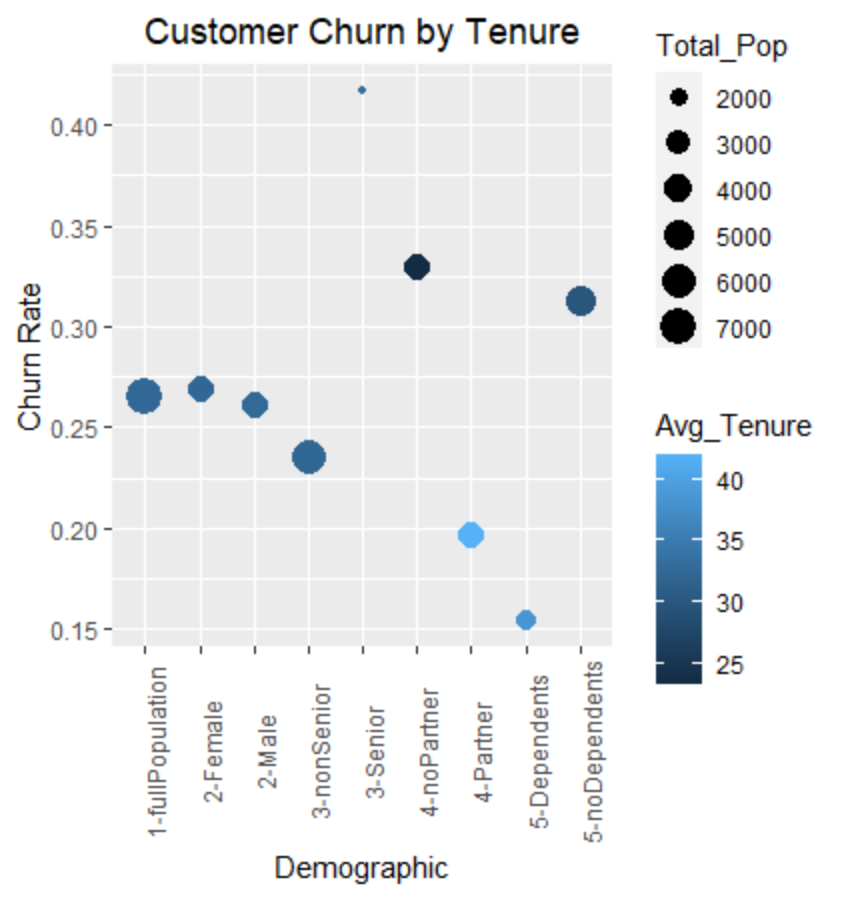 Customer Churn by Tenure
Churn Rate
0.40
0.35
0.30
0.25
0.20
0.15
1-fullPopulation
2-Female
2-Male
3-nonSenior
3-Senior
4-noPartner
4-Partner
5-Dependents
5-noDependents
Demographic
Total_Pop
2000
3000
4000
5000
6000
7000
Avg_Tenure
40
35
30
25